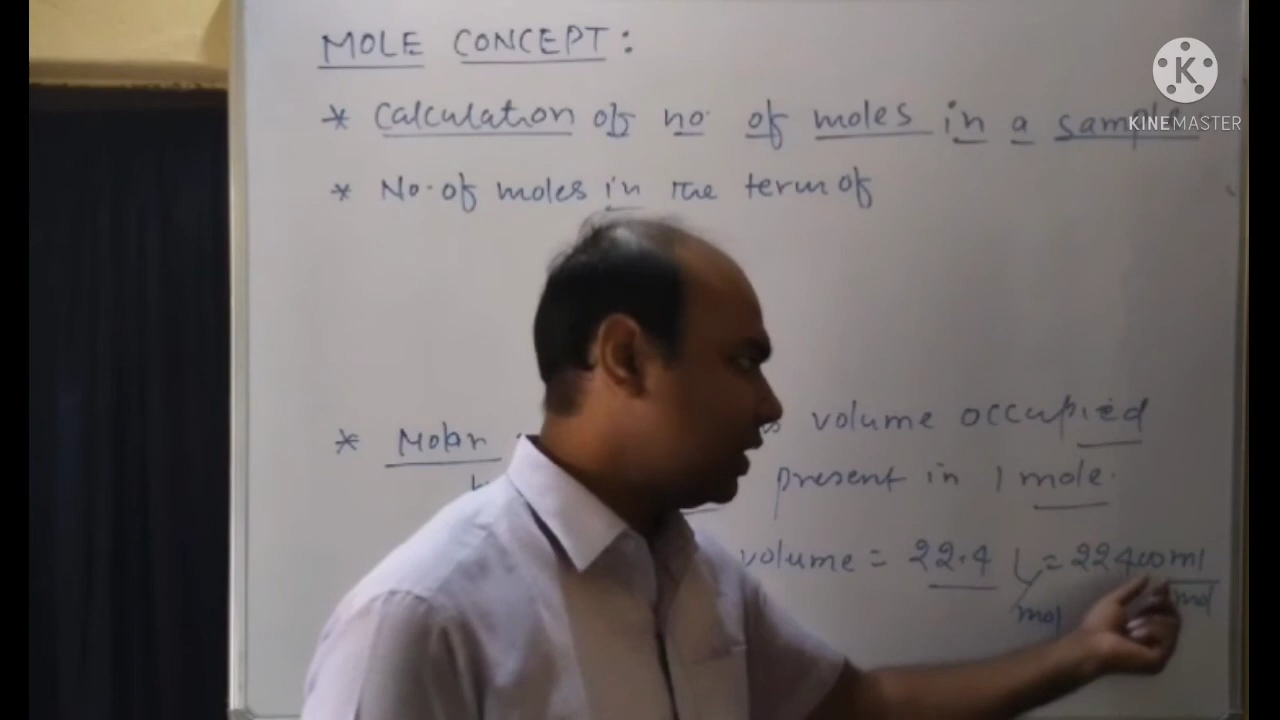 MOLE CONCEPT:
K
KINEMASTER
* Calculation of no. of moles in a sample
* No. of moles in the term of
* Molar volume occupied
present in 1 mole.
volume = 22.4 L/mol = 22400 ml/mol